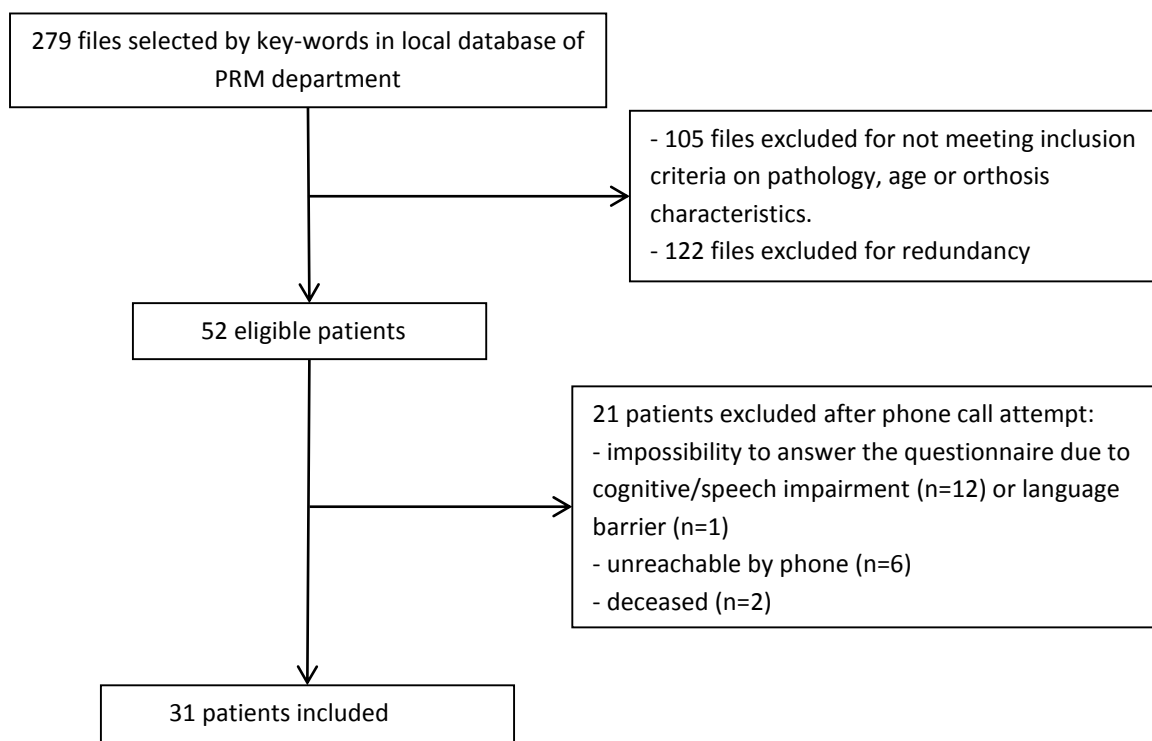 279 files selected by key-words in local database of
PRM department
- 105 files excluded for not meeting inclusion
criteria on pathology, age or orthosis
characteristics.
- 122 files excluded for redundancy
52 eligible patients
21 patients excluded after phone call attempt:
- impossibility to answer the questionnaire due to
cognitive/speech impairment (n=12) or language
barrier (n=1)
- unreachable by phone (n=6)
- deceased (n=2)
31 patients included